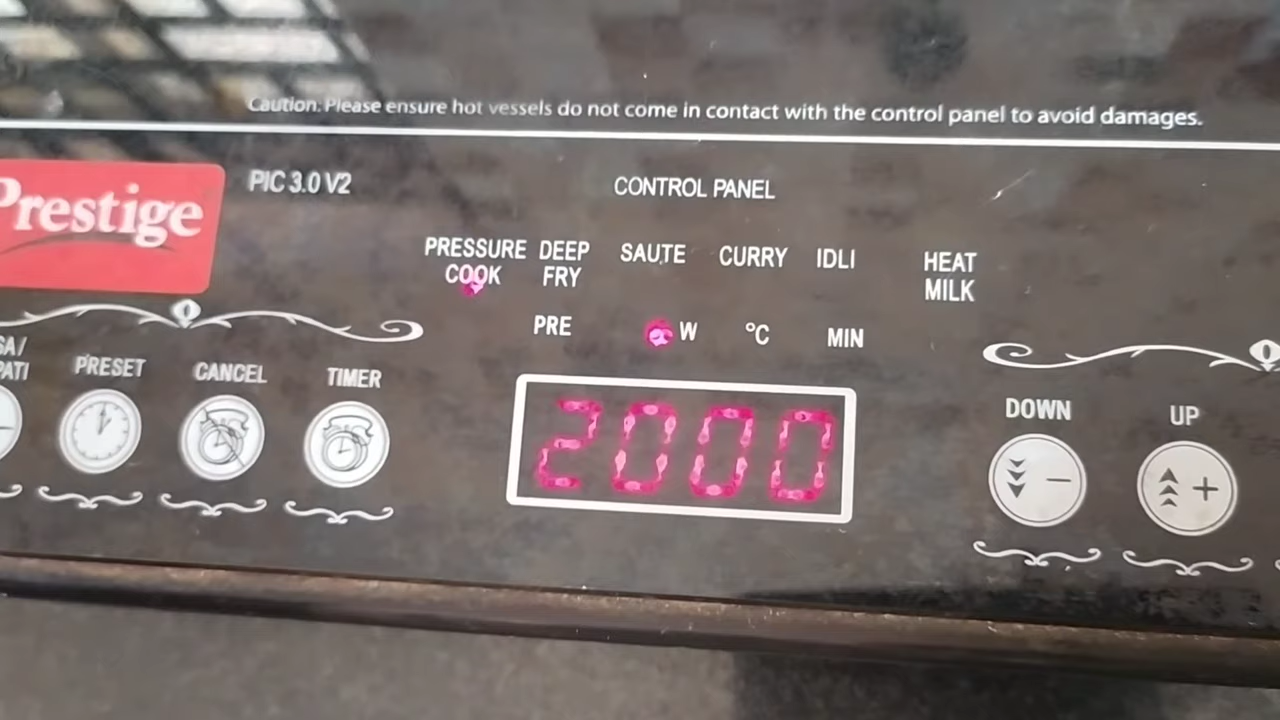 Caution: Please ensure hot vessels do not come in contact with the control panel to avoid damages.
Prestige
PIC 3.0 V2
CONTROL PANEL
PRESSURE COOK
DEEP FRY
SAUTE
CURRY
IDLI
HEAT MILK
PRE
W
°C
MIN
PRESET
CANCEL
TIMER
2000
DOWN
UP
−
+